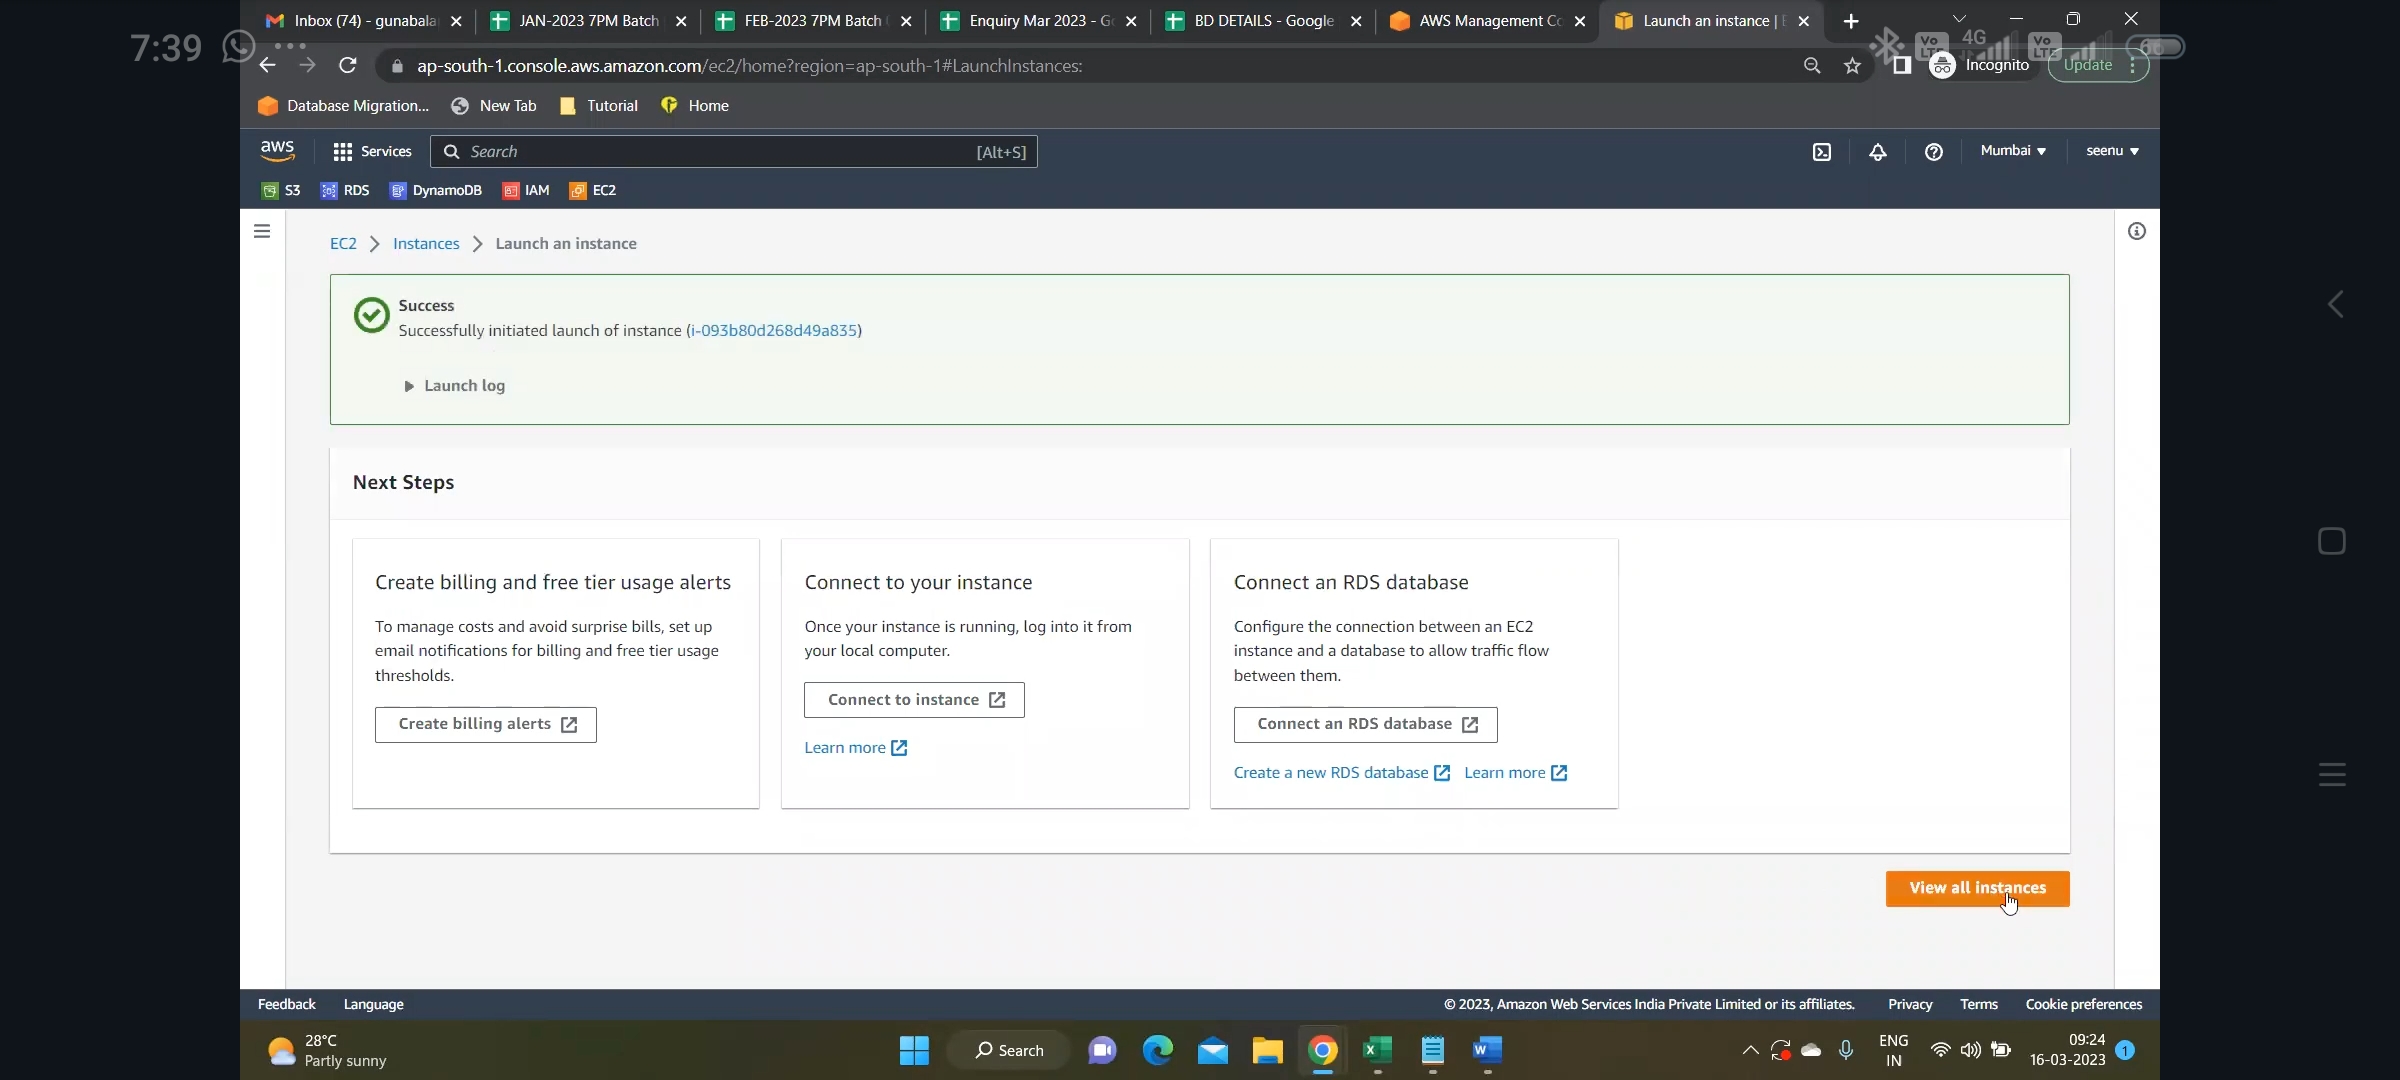 7:39
Inbox (74) - gunabala
JAN-2023 7PM Batch
FEB-2023 7PM Batch
Enquiry Mar 2023 - G
BD DETAILS - Google
AWS Management Co
Launch an instance | E
ap-south-1.console.aws.amazon.com/ec2/home?region=ap-south-1#LaunchInstances:
4G
Vo LTE
Vo LTE
60
Incognito
Update
Database Migration...
New Tab
Tutorial
Home
aws
Services
Search
[Alt+S]
Mumbai
seenu
S3
RDS
DynamoDB
IAM
EC2
EC2 > Instances > Launch an instance
Success
Successfully initiated launch of instance (i-093b80d268d49a835)
Launch log
Next Steps
Create billing and free tier usage alerts
To manage costs and avoid surprise bills, set up
email notifications for billing and free tier usage
thresholds.
Create billing alerts
Connect to your instance
Once your instance is running, log into it from
your local computer.
Connect to instance
Learn more
Connect an RDS database
Configure the connection between an EC2
instance and a database to allow traffic flow
between them.
Connect an RDS database
Create a new RDS database
Learn more
View all instances
Feedback
Language
© 2023, Amazon Web Services India Private Limited or its affiliates.
Privacy
Terms
Cookie preferences
28°C
Partly sunny
Search
ENG
IN
09:24
16-03-2023
1